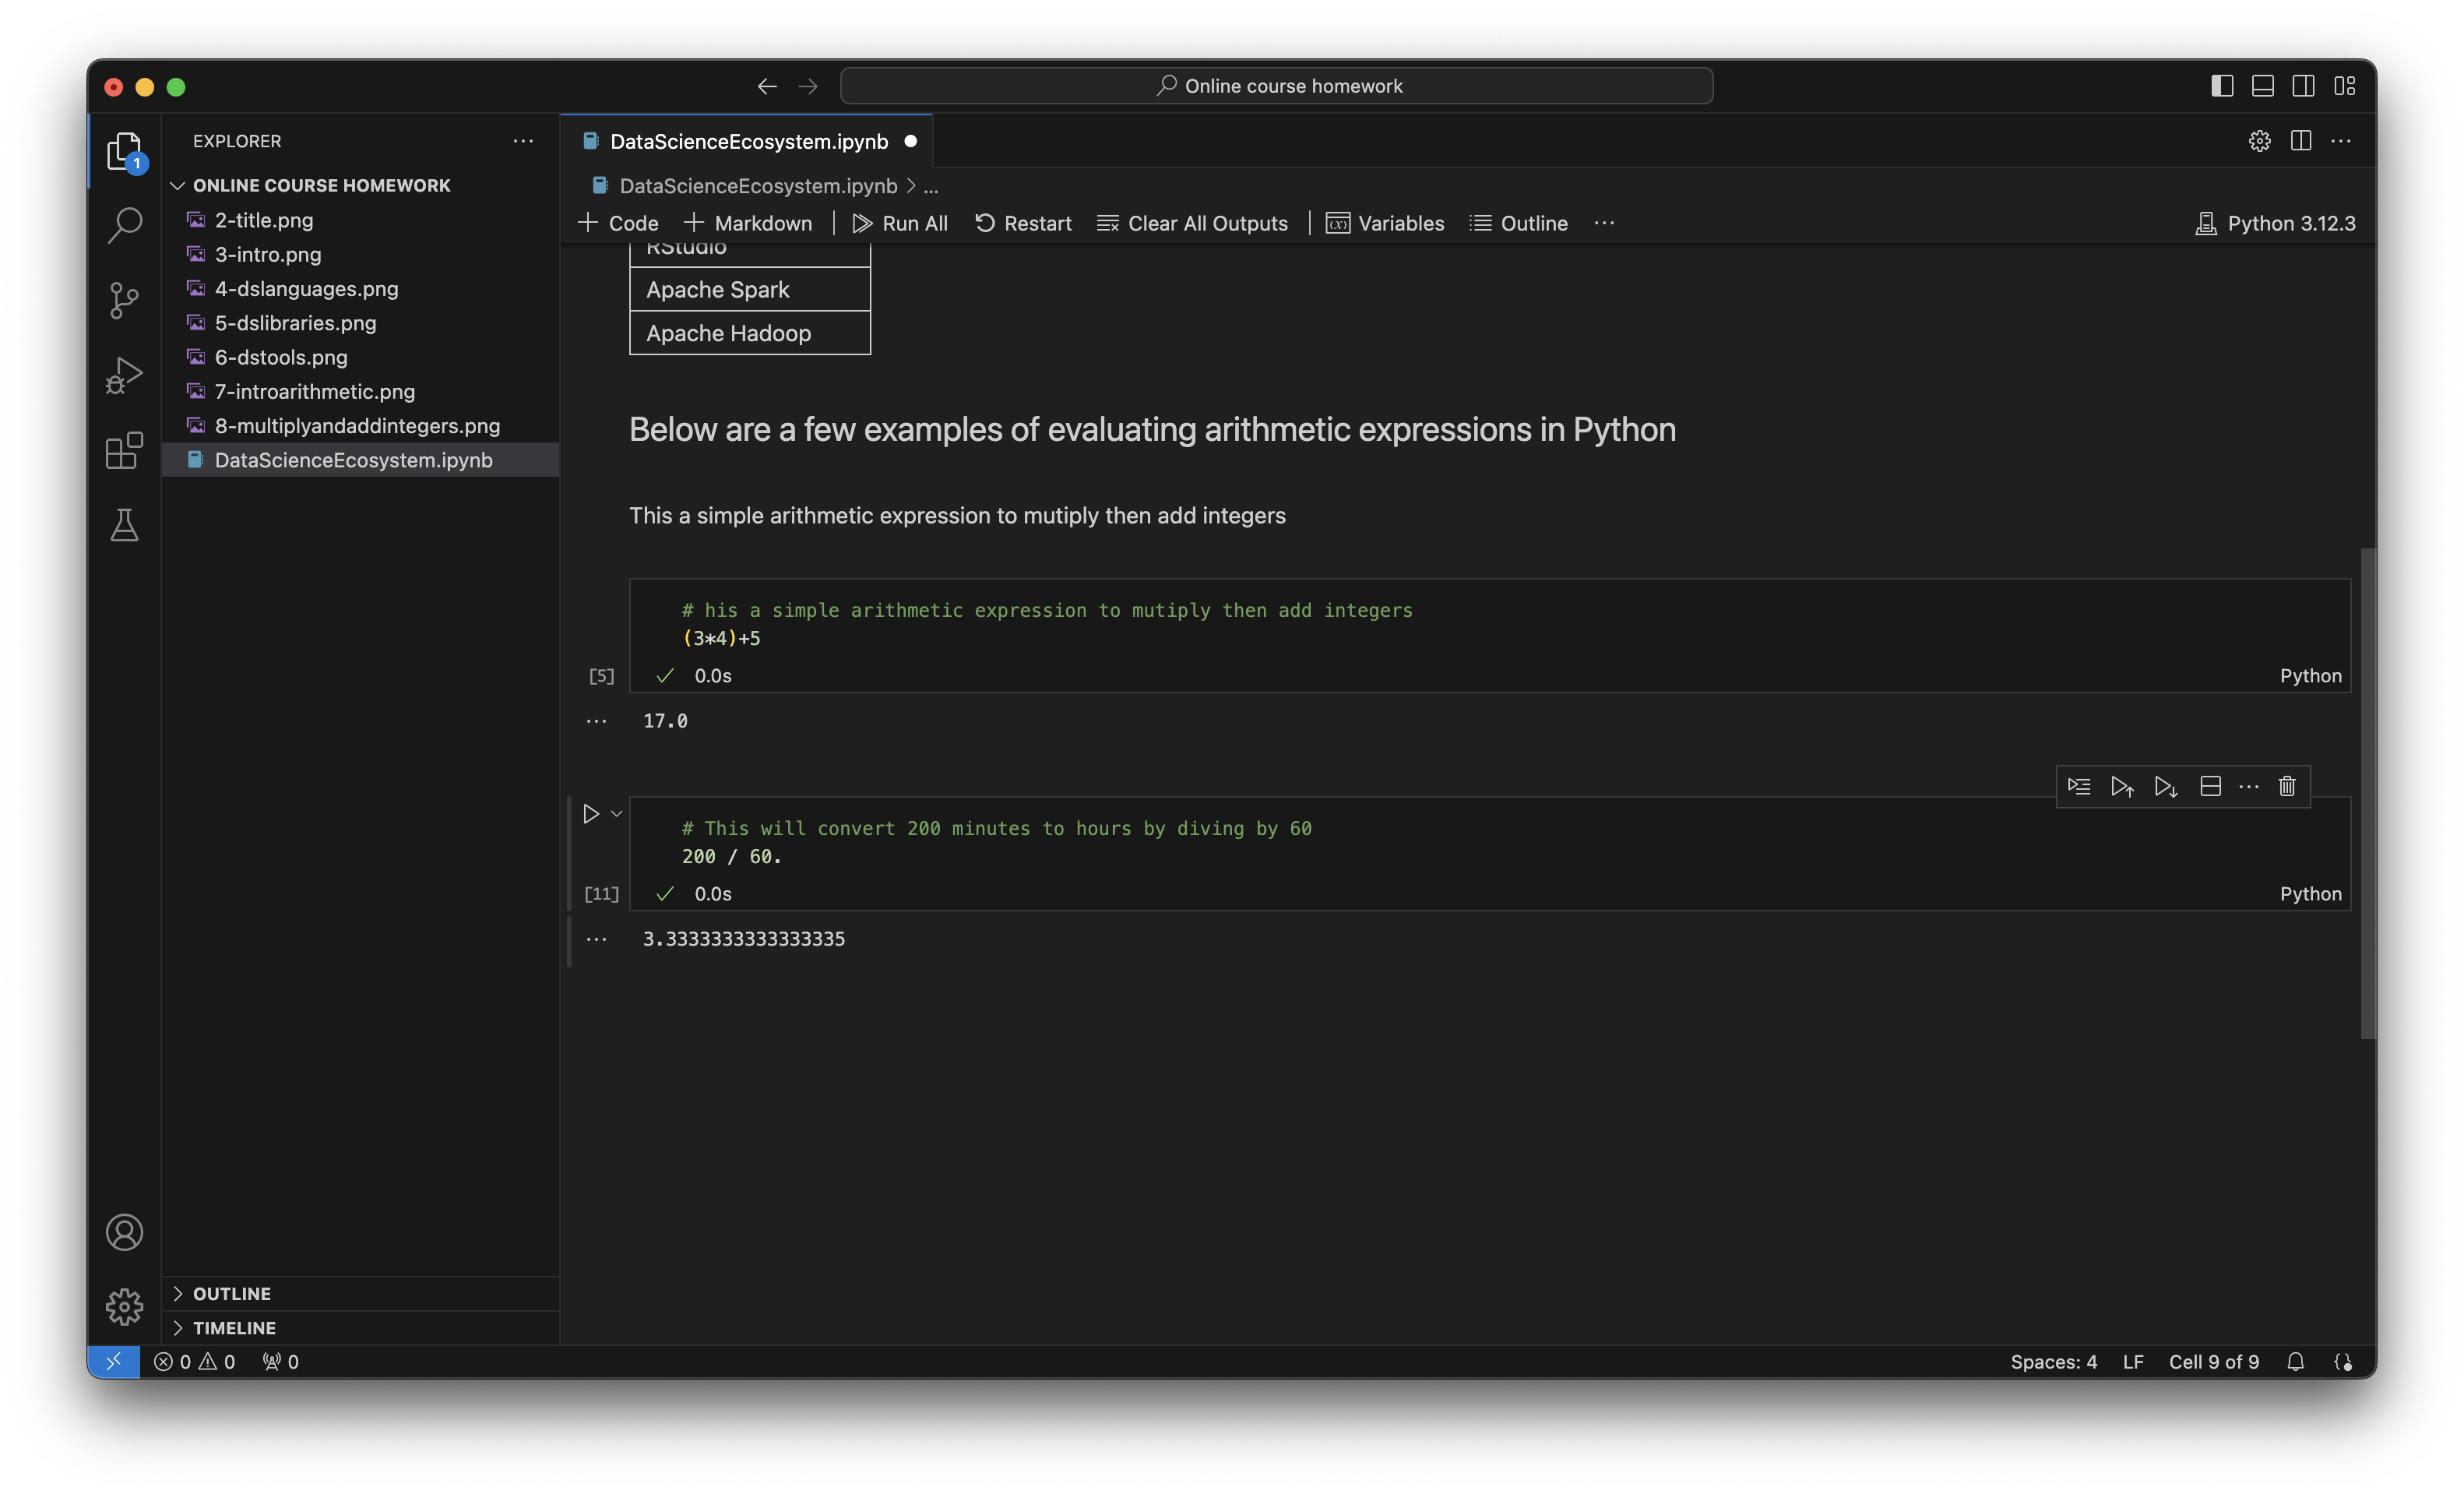 Online course homework
EXPLORER
DataScienceEcosystem.ipynb
1
ONLINE COURSE HOMEWORK
2-title.png
3-intro.png
4-dslanguages.png
5-dslibraries.png
6-dstools.png
7-introarithmetic.png
8-multiplyandaddintegers.png
DataScienceEcosystem.ipynb
OUTLINE
TIMELINE
DataScienceEcosystem.ipynb > ...
Code Markdown Run All Restart Clear All Outputs Variables Outline ... Python 3.12.3
RStudio
Apache Spark
Apache Hadoop
Below are a few examples of evaluating arithmetic expressions in Python
This a simple arithmetic expression to mutiply then add integers
# his a simple arithmetic expression to mutiply then add integers
(3*4)+5
[5] 0.0s Python
17.0
# This will convert 200 minutes to hours by diving by 60
200 / 60.
[11] 0.0s Python
3.3333333333333335
0 0 0 Spaces: 4 LF Cell 9 of 9